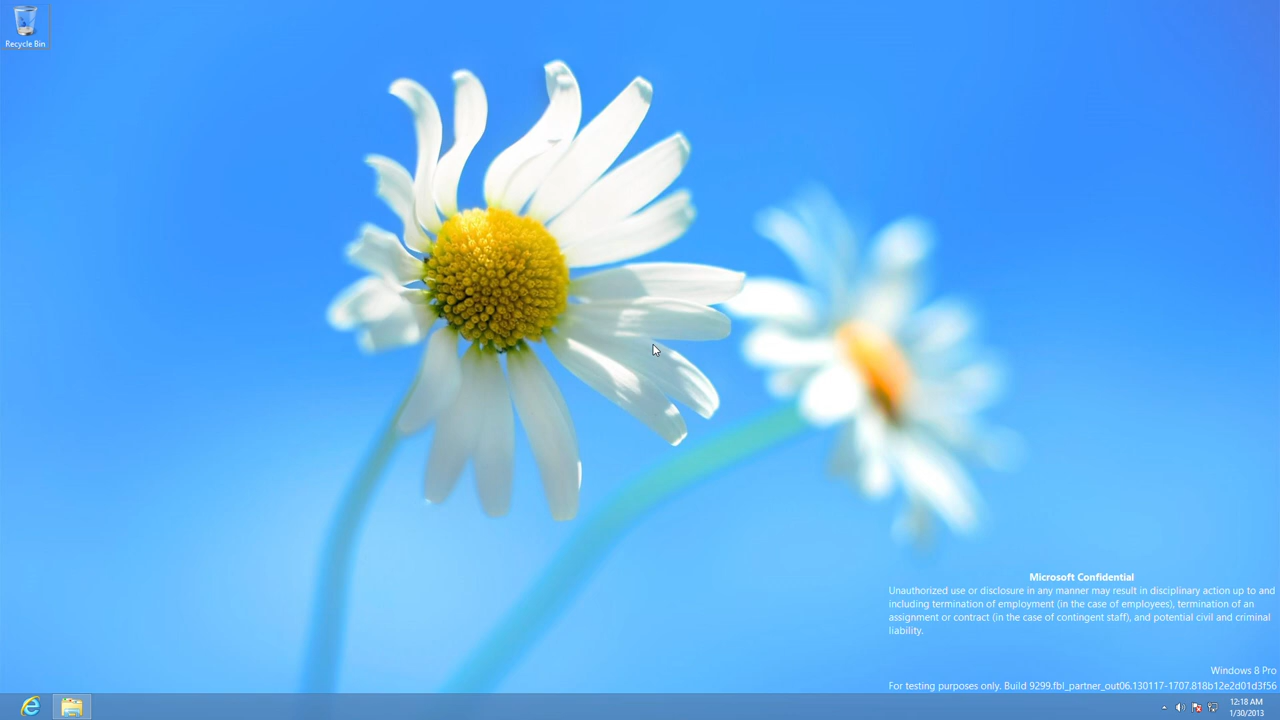 Recycle Bin
Microsoft Confidential
Unauthorized use or disclosure in any manner may result in disciplinary action up to and
including termination of employment (in the case of employees), termination of an
assignment or contract (in the case of contingent staff), and potential civil and criminal
liability.
Windows 8 Pro
For testing purposes only. Build 9299.fbl_partner_out06.130117-1707.818b12e2d01d3f56
12:18 AM
1/30/2013